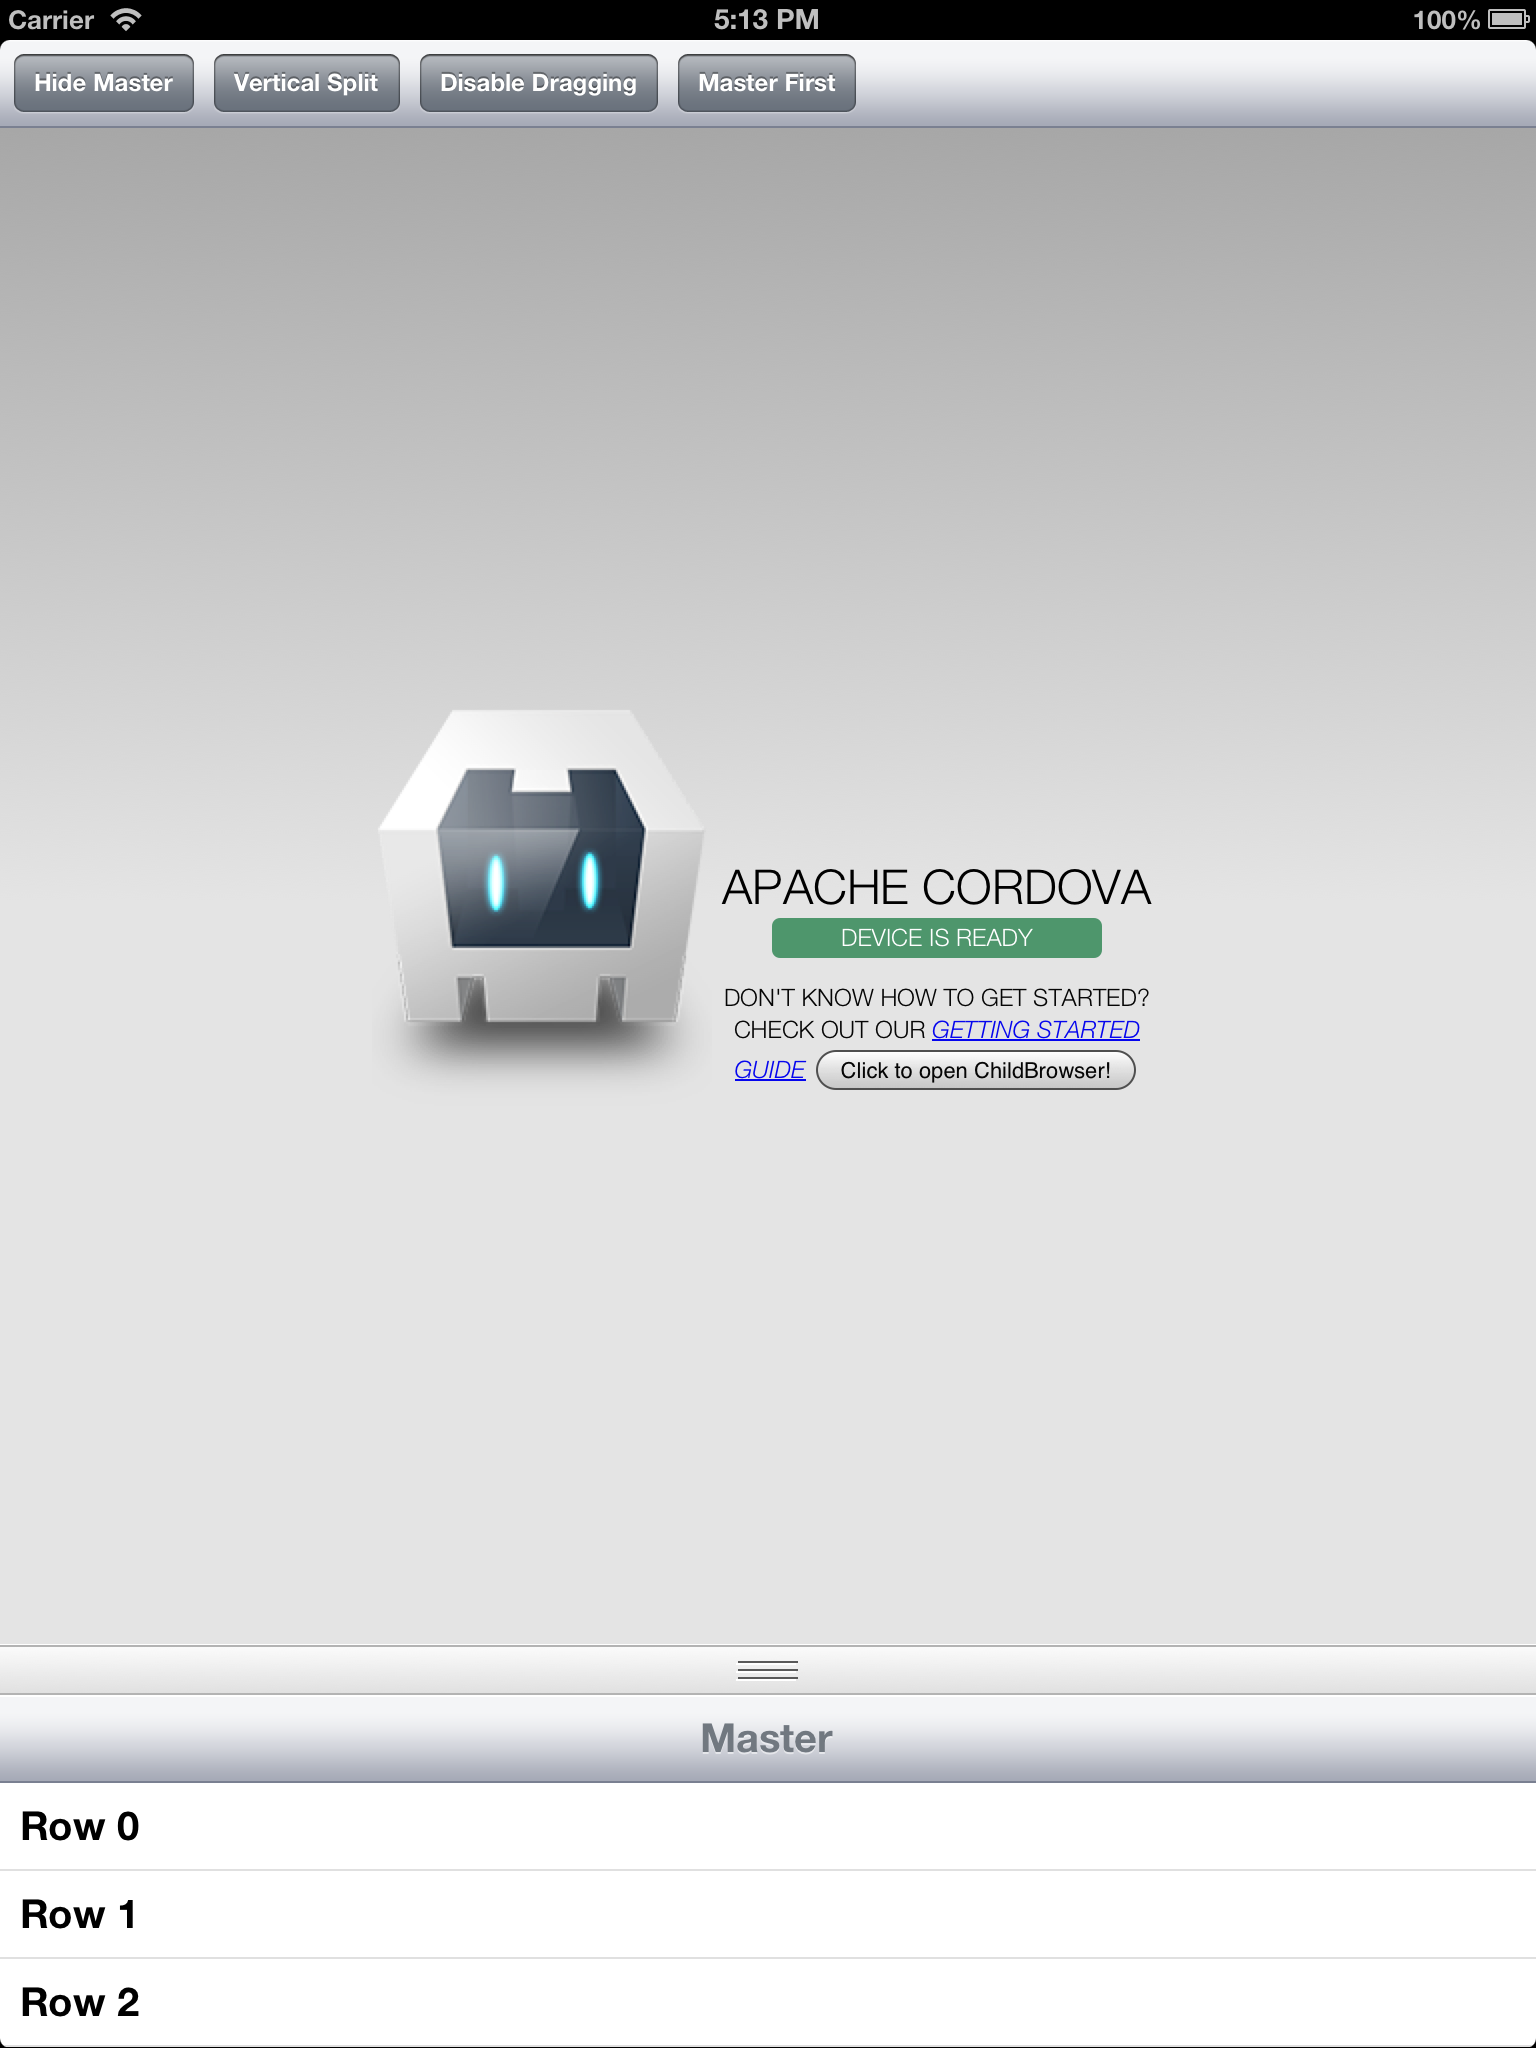 Carrier 5:13 PM 100%
Hide Master Vertical Split Disable Dragging Master First
APACHE CORDOVA
DEVICE IS READY
DON'T KNOW HOW TO GET STARTED?
CHECK OUT OUR GETTING STARTED
GUIDE Click to open ChildBrowser!
Master
Row 0
Row 1
Row 2